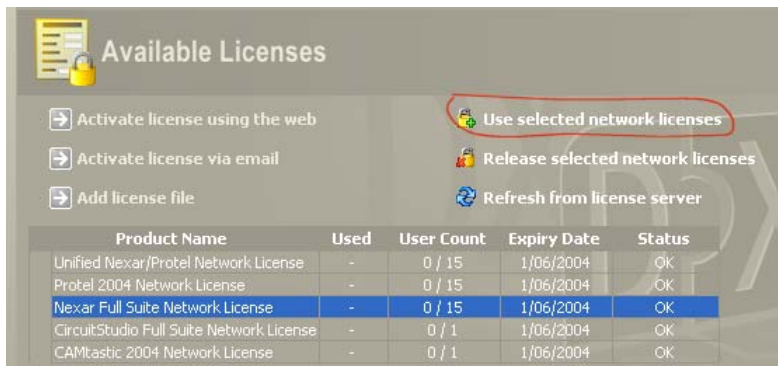 Available Licenses
Activate license using the web
Use selected network licenses
Activate license via email
Release selected network licenses
Add license file
Refresh from license server
Product Name Used User Count Expiry Date Status
Unified Nexar/Protel Network License - 0 / 15 1/06/2004 OK
Protel 2004 Network License - 0 / 15 1/06/2004 OK
Nexar Full Suite Network License - 0 / 15 1/06/2004 OK
CircuitStudio Full Suite Network License - 0 / 1 1/06/2004 OK
CAMtastic 2004 Network License - 0 / 1 1/06/2004 OK